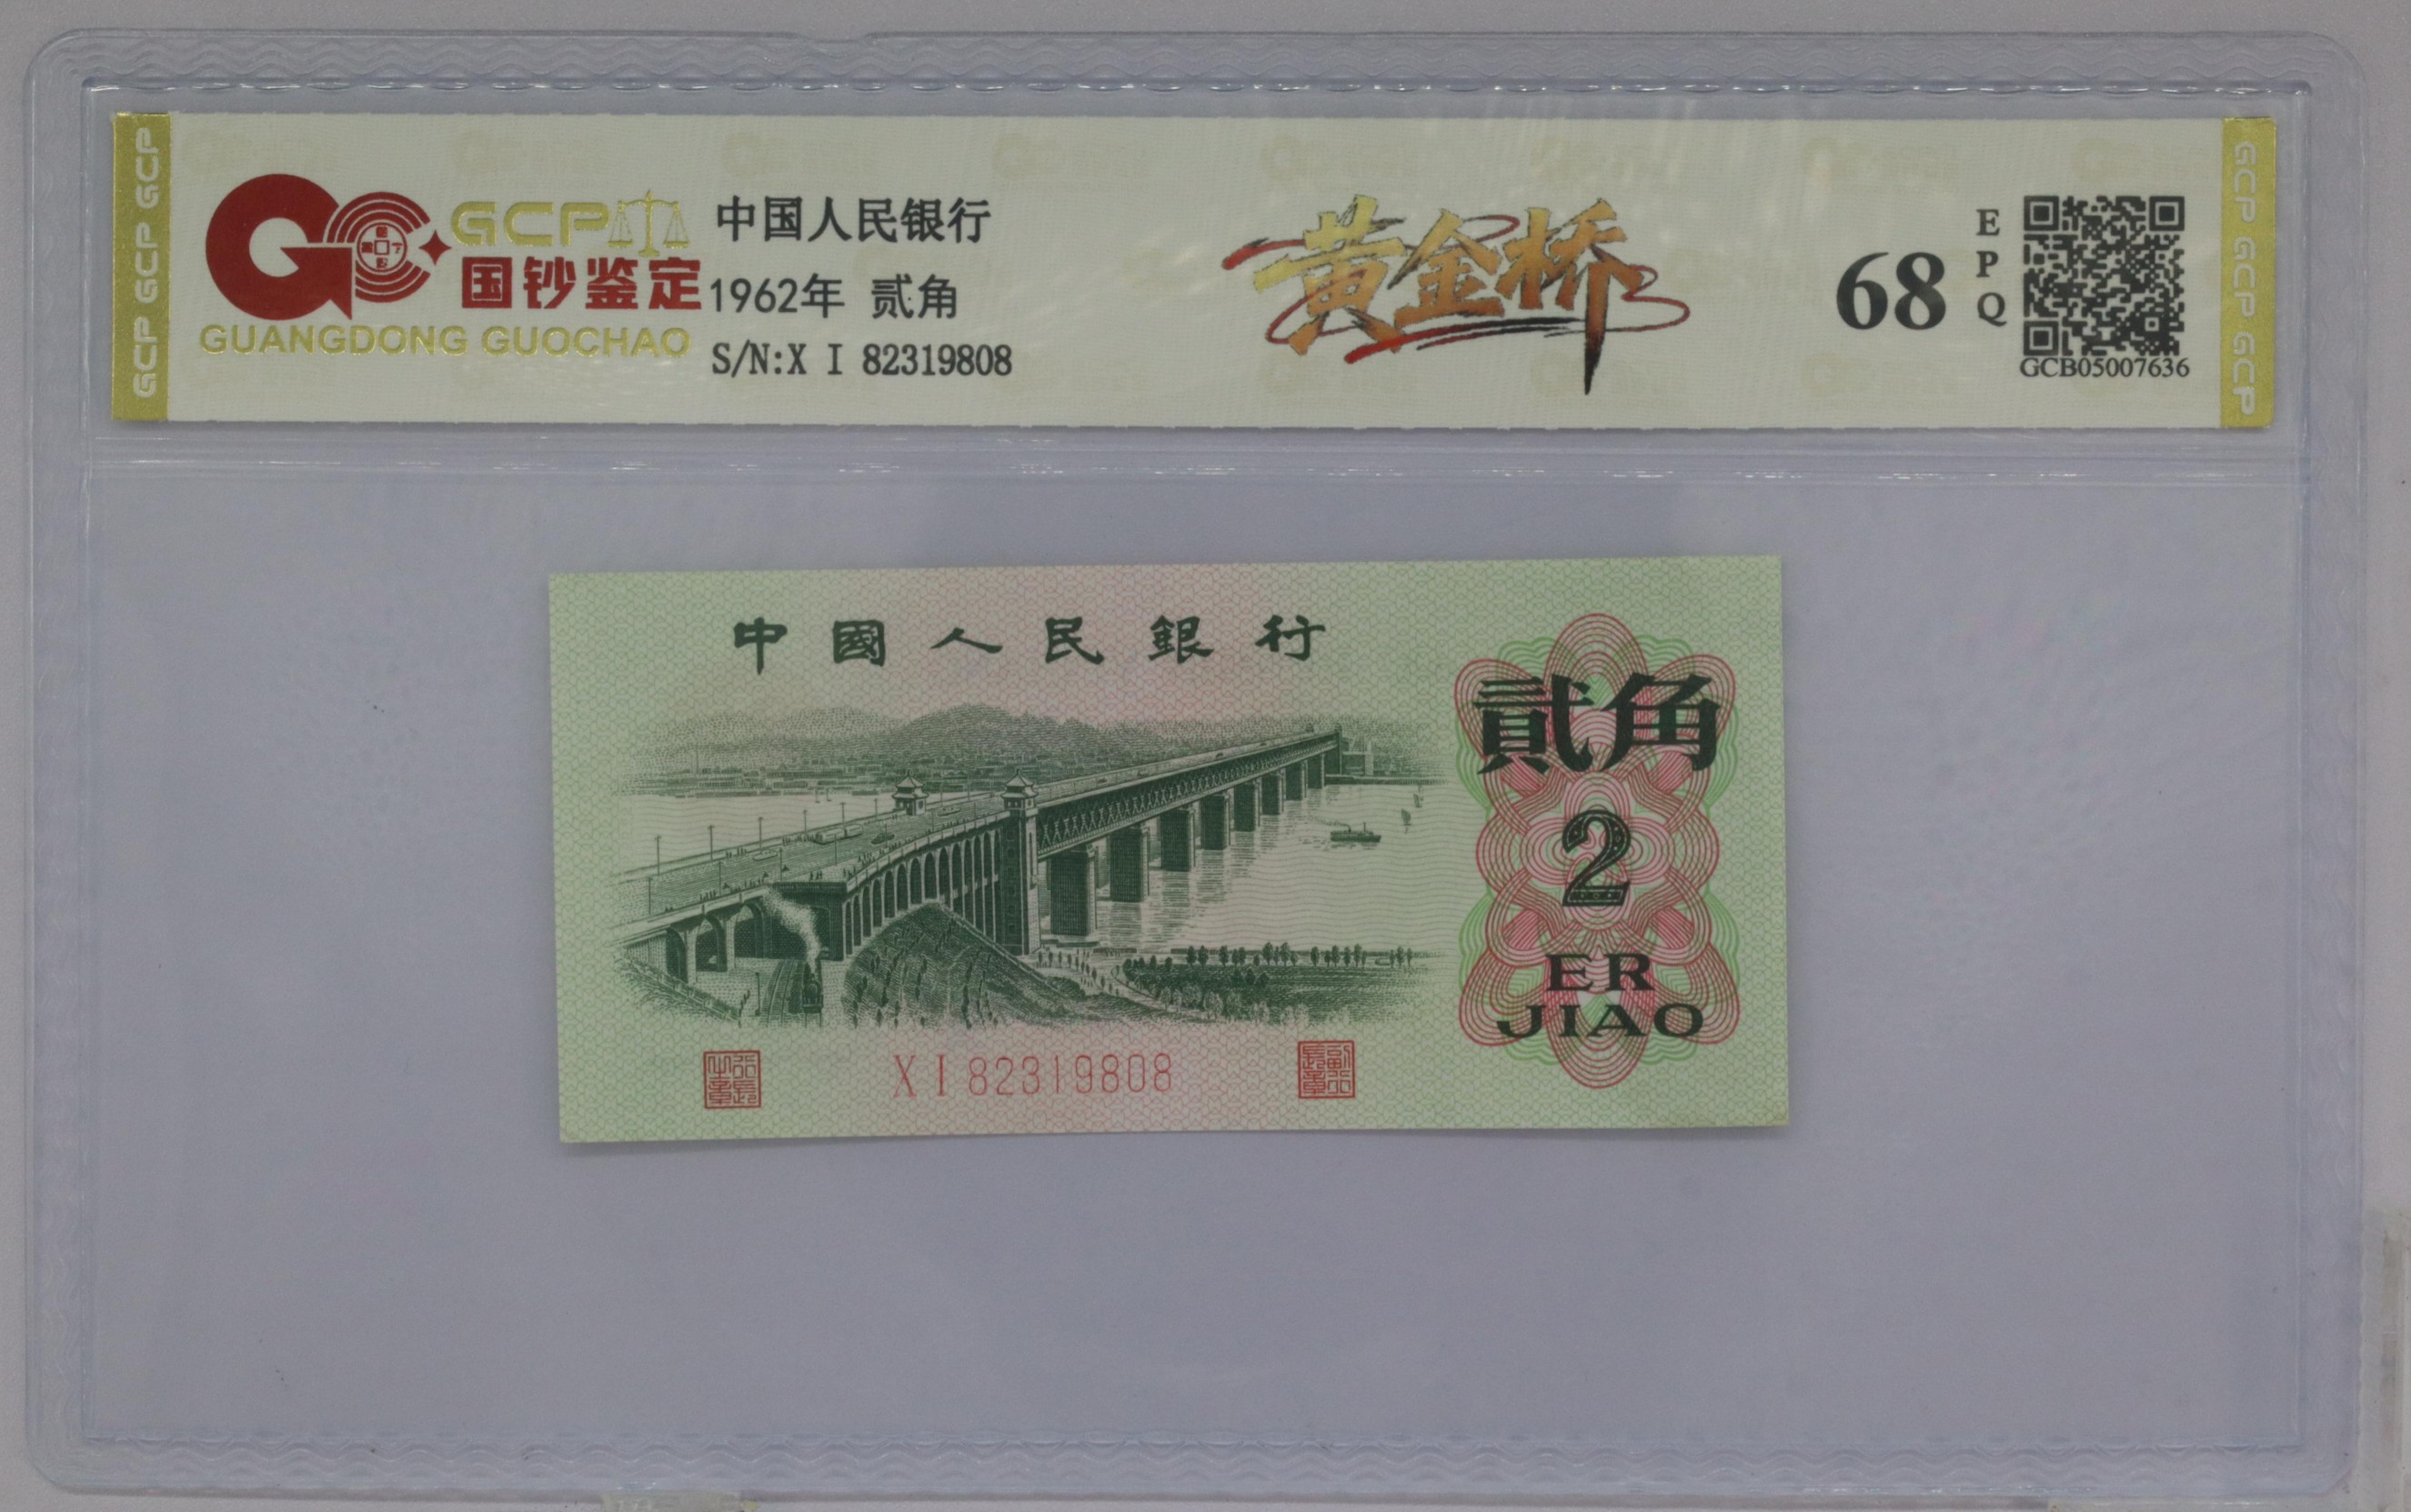 GCP GCP GCP
GCP
国钞鉴定
GUANGDONG GUOCHAO
中国人民银行
1962年 贰角
S/N:X I 82319808
黄金桥
68
EPQ
GCB05007636
GCP GCP GCP
中國人民銀行
貳角
2
ER
JIAO
X I 82319808